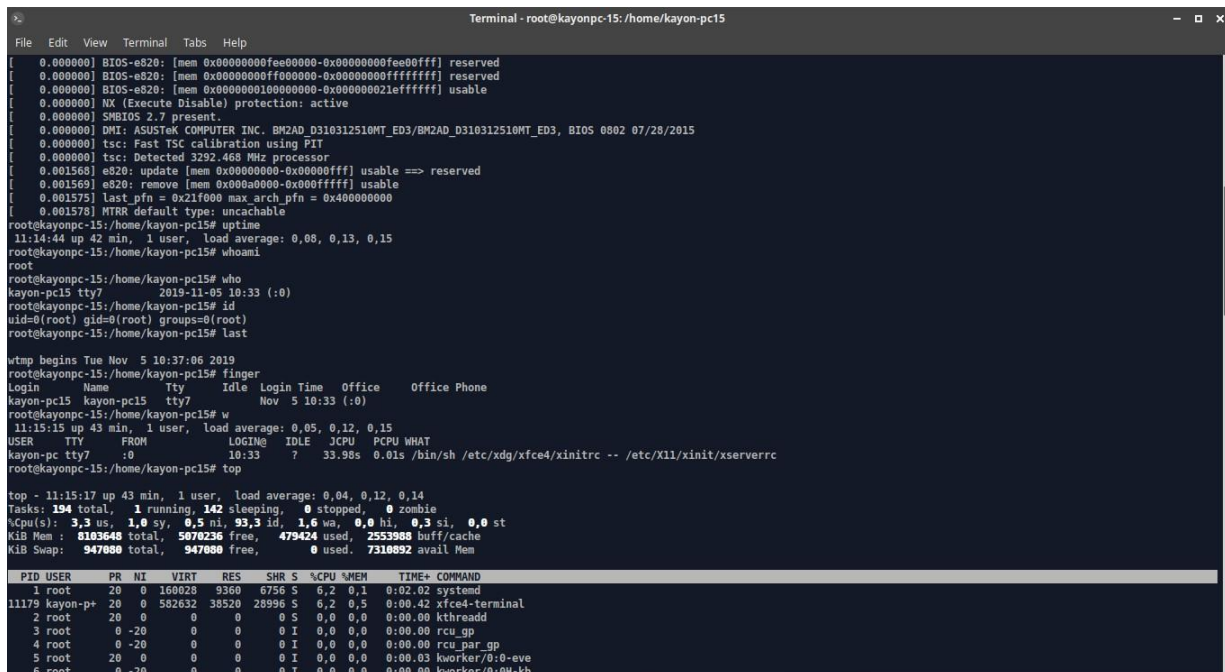 Terminal - root@kayonpc-15: /home/kayon-pc15
File Edit View Terminal Tabs Help
[    0.000000] BIOS-e820: [mem 0x00000000fee00000-0x00000000fee00fff] reserved
[    0.000000] BIOS-e820: [mem 0x00000000ff000000-0x00000000ffffffff] reserved
[    0.000000] BIOS-e820: [mem 0x0000000100000000-0x000000021effffff] usable
[    0.000000] NX (Execute Disable) protection: active
[    0.000000] SMBIOS 2.7 present.
[    0.000000] DMI: ASUSTeK COMPUTER INC. BM2AD_D310312510MT_ED3/BM2AD_D310312510MT_ED3, BIOS 0802 07/28/2015
[    0.000000] tsc: Fast TSC calibration using PIT
[    0.000000] tsc: Detected 3292.468 MHz processor
[    0.001568] e820: update [mem 0x00000000-0x00000fff] usable ==> reserved
[    0.001569] e820: remove [mem 0x000a0000-0x000fffff] usable
[    0.001575] last_pfn = 0x21f000 max_arch_pfn = 0x400000000
[    0.001578] MTRR default type: uncachable
root@kayonpc-15:/home/kayon-pc15# uptime
 11:14:44 up 42 min,  1 user,  load average: 0,08, 0,13, 0,15
root@kayonpc-15:/home/kayon-pc15# whoami
root
root@kayonpc-15:/home/kayon-pc15# who
kayon-pc15 tty7         2019-11-05 10:33 (:0)
root@kayonpc-15:/home/kayon-pc15# id
uid=0(root) gid=0(root) groups=0(root)
root@kayonpc-15:/home/kayon-pc15# last
wtmp begins Tue Nov  5 10:37:06 2019
root@kayonpc-15:/home/kayon-pc15# finger
Login      Name        Tty      Idle  Login Time   Office     Office Phone
kayon-pc15  kayon-pc15  tty7           Nov  5 10:33 (:0)
root@kayonpc-15:/home/kayon-pc15# w
 11:15:15 up 43 min,  1 user,  load average: 0,05, 0,12, 0,15
USER     TTY      FROM             LOGIN@   IDLE   JCPU   PCPU WHAT
kayon-pc tty7     :0               10:33    ?     33.98s  0.01s /bin/sh /etc/xdg/xfce4/xinitrc -- /etc/X11/xinit/xserverrc
root@kayonpc-15:/home/kayon-pc15# top
top - 11:15:17 up 43 min,  1 user,  load average: 0,04, 0,12, 0,14
Tasks: 194 total,   1 running, 142 sleeping,   0 stopped,   0 zombie
%Cpu(s):  3,3 us,  1,0 sy,  0,5 ni, 93,3 id,  1,6 wa,  0,0 hi,  0,3 si,  0,0 st
KiB Mem :  8103648 total,  5070236 free,   479424 used,  2553988 buff/cache
KiB Swap:   947080 total,   947080 free,        0 used.  7310892 avail Mem
  PID USER      PR  NI    VIRT    RES    SHR S  %CPU %MEM     TIME+ COMMAND
    1 root      20   0  160028   9360   6756 S   6,2  0,1   0:02.02 systemd
11179 kayon-p+  20   0  582632  38520  28996 S   6,2  0,5   0:00.42 xfce4-terminal
    2 root      20   0       0      0      0 S   0,0  0,0   0:00.00 kthreadd
    3 root       0 -20       0      0      0 I   0,0  0,0   0:00.00 rcu_gp
    4 root       0 -20       0      0      0 I   0,0  0,0   0:00.00 rcu_par_gp
    5 root      20   0       0      0      0 I   0,0  0,0   0:00.03 kworker/0:0-eve
    6 root       0 -20       0      0      0 I   0,0  0,0   0:00.00 kworker/0:0H-kb